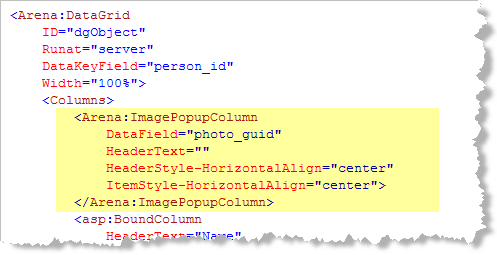 <Arena:DataGrid
ID="dgObject"
Runat="server"
DataKeyField="person_id"
Width="100%">
<Columns>
<Arena:ImagePopupColumn
DataField="photo_guid"
HeaderText=""
HeaderStyle-HorizontalAlign="center"
ItemStyle-HorizontalAlign="center">
</Arena:ImagePopupColumn>
<asp:BoundColumn
HeaderText="Name"